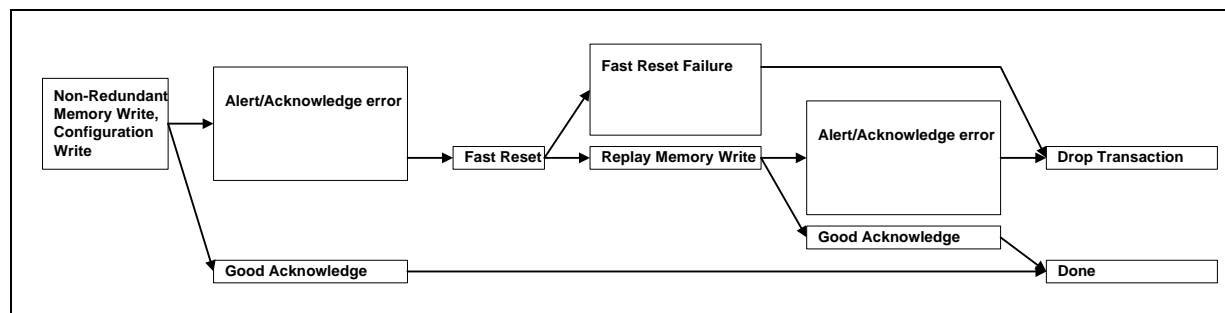 Non-Redundant
Memory Write,
Configuration
Write
Alert/Acknowledge error
Fast Reset
Fast Reset Failure
Replay Memory Write
Alert/Acknowledge error
Drop Transaction
Good Acknowledge
Good Acknowledge
Done